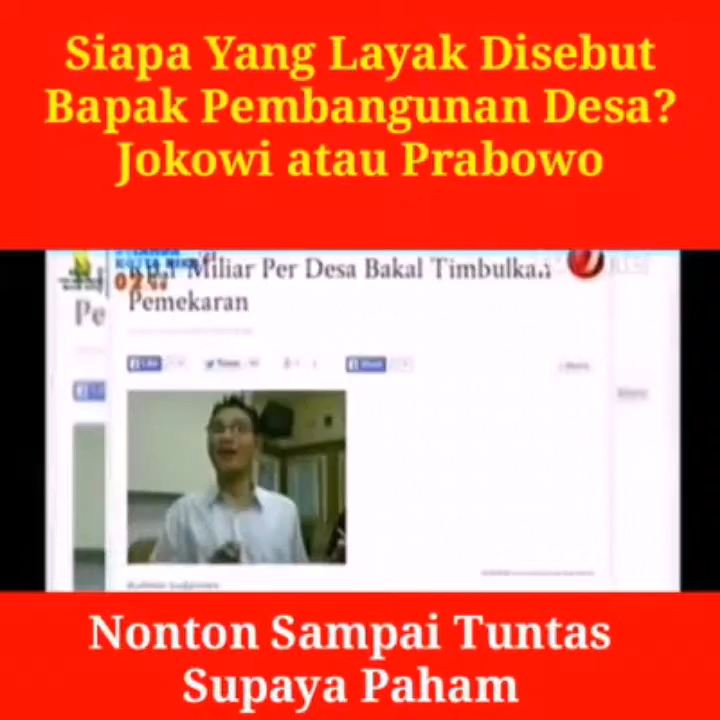 Siapa Yang Layak Disebut
Bapak Pembangunan Desa?
Jokowi atau Prabowo
Miliar Per Desa Bakal Timbulkan
Pemekaran
Pe
Nonton Sampai Tuntas
Supaya Paham